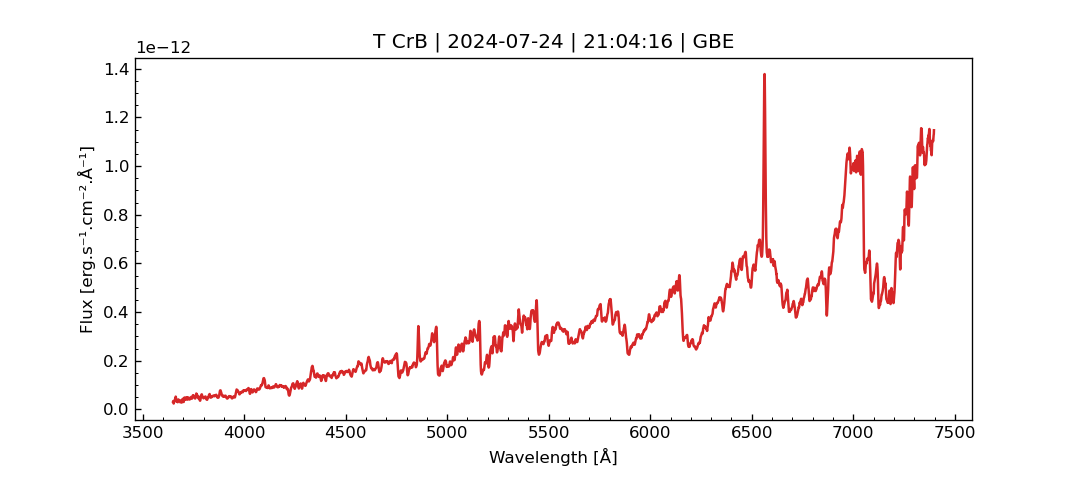 T CrB | 2024-07-24 | 21:04:16 | GBE
1e−12
1.4
1.2
1.0
0.8
0.6
0.4
0.2
0.0
Flux [erg.s⁻¹.cm⁻².Å⁻¹]
3500 4000 4500 5000 5500 6000 6500 7000 7500
Wavelength [Å]